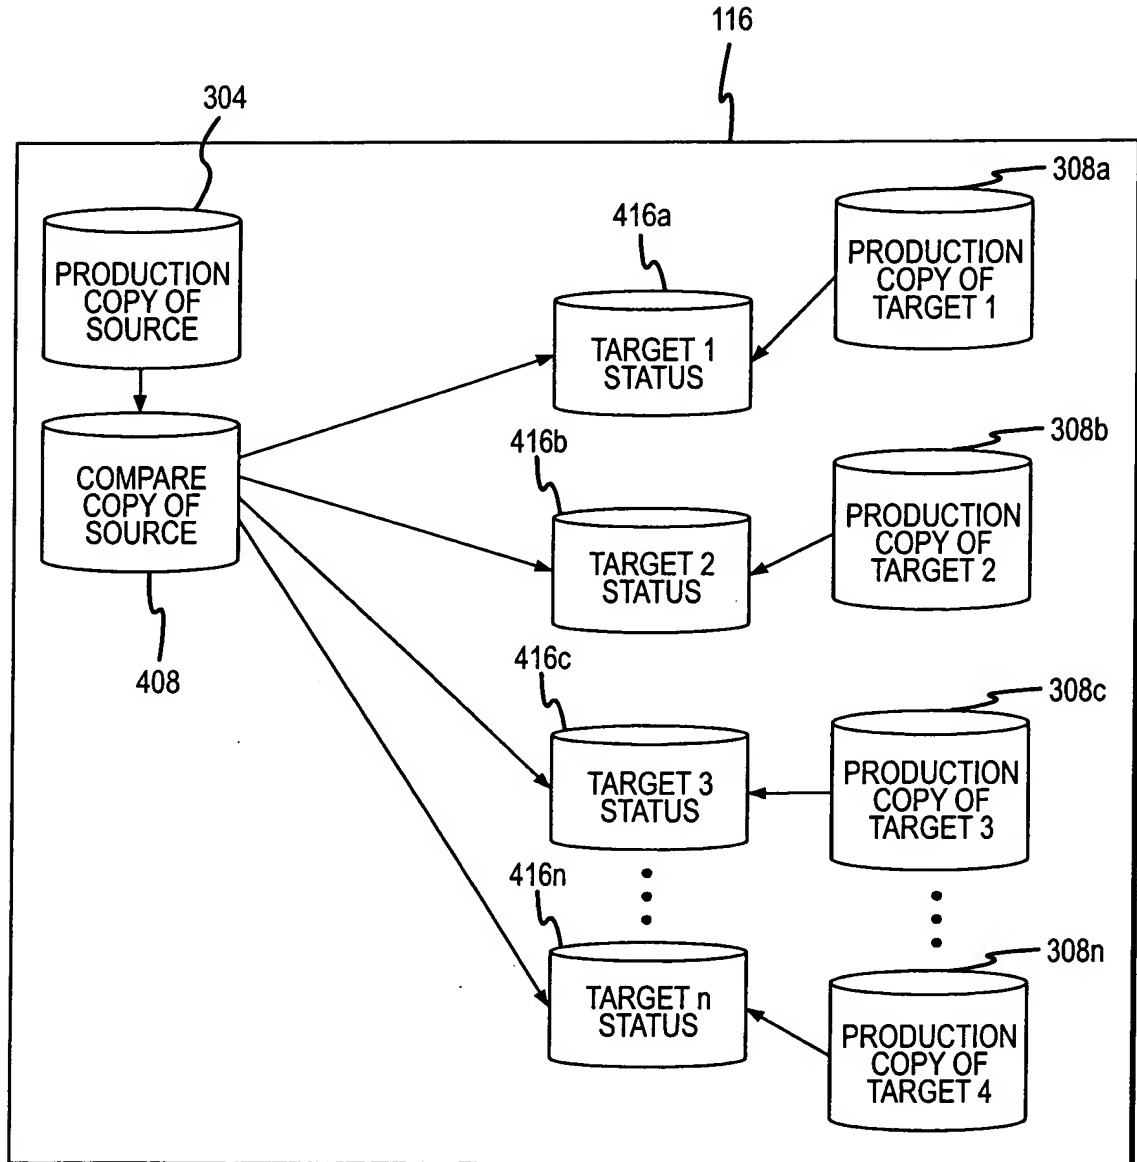 116
304
PRODUCTION
COPY OF
SOURCE
COMPARE
COPY OF
SOURCE
408
416a
TARGET 1
STATUS
308a
PRODUCTION
COPY OF
TARGET 1
416b
TARGET 2
STATUS
308b
PRODUCTION
COPY OF
TARGET 2
416c
TARGET 3
STATUS
308c
PRODUCTION
COPY OF
TARGET 3
416n
TARGET n
STATUS
308n
PRODUCTION
COPY OF
TARGET 4